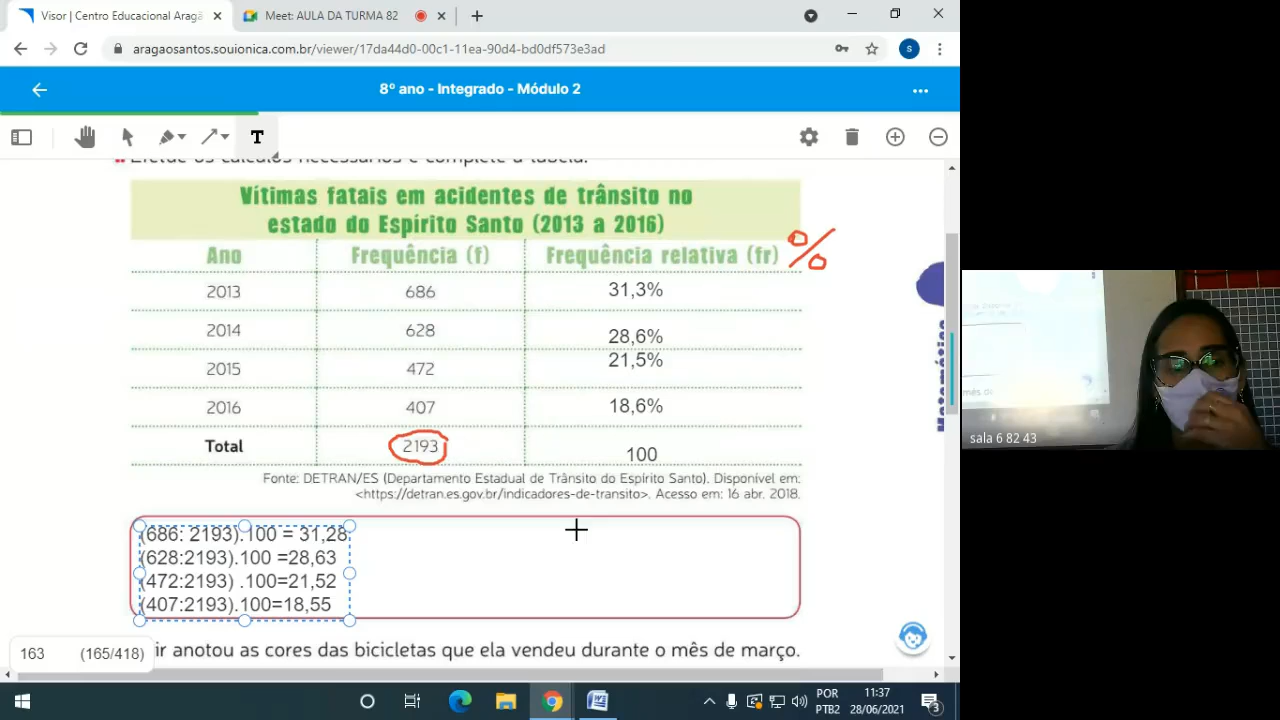 Visor | Centro Educacional Aragã
Meet: AULA DA TURMA 82
aragaosantos.souionica.com.br/viewer/17da44d0-00c1-11ea-90d4-bd0df573e3ad
S
8º ano - Integrado - Módulo 2
T
Efetue os cálculos necessários e complete a tabela.
Vítimas fatais em acidentes de trânsito no
estado do Espírito Santo (2013 a 2016)
Ano Frequência (f) Frequência relativa (fr) %
2013 686 31,3%
2014 628 28,6%
2015 472 21,5%
2016 407 18,6%
Total 2193 100
Fonte: DETRAN/ES (Departamento Estadual de Trânsito do Espírito Santo). Disponível em:
<https://detran.es.gov.br/indicadores-de-transito>. Acesso em: 16 abr. 2018.
(686: 2193).100 = 31,28
(628:2193).100 =28,63
(472:2193) .100=21,52
(407:2193).100=18,55
163 (165/418)
ir anotou as cores das bicicletas que ela vendeu durante o mês de março.
sala 6 82 43
POR
PTB2
11:37
28/06/2021
3